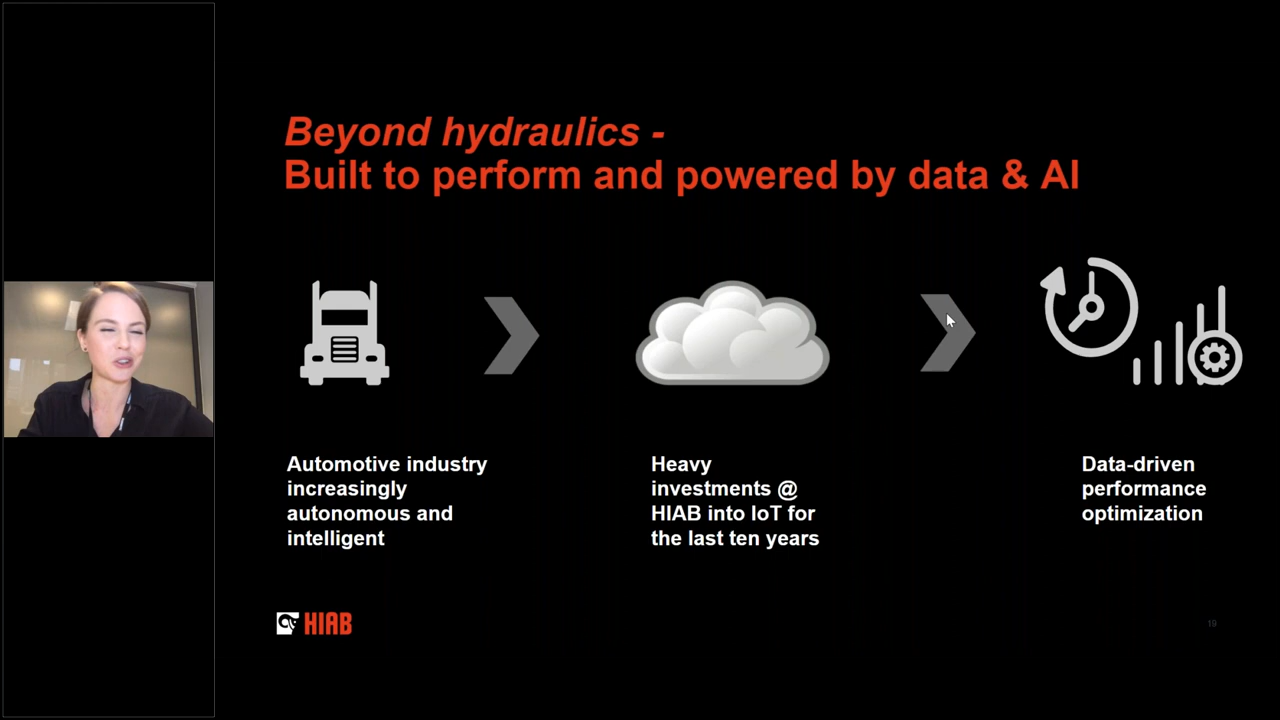 Beyond hydraulics -
Built to perform and powered by data & AI
Automotive industry
increasingly
autonomous and
intelligent
Heavy
investments @
HIAB into IoT for
the last ten years
Data-driven
performance
optimization
HIAB
19